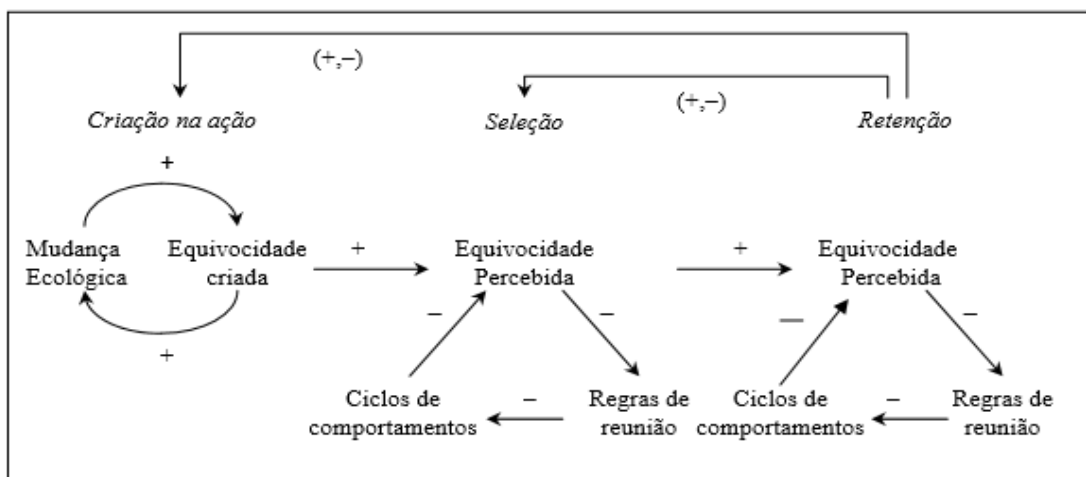 (+,–)
(+,–)
Criação na ação
Seleção
Retenção
+
Mudança
Ecológica
Equivocidade
criada
+
Equivocidade
Percebida
+
Equivocidade
Percebida
+
–
–
Ciclos de
comportamentos
–
Regras de
reunião
—
–
Ciclos de
comportamentos
–
Regras de
reunião